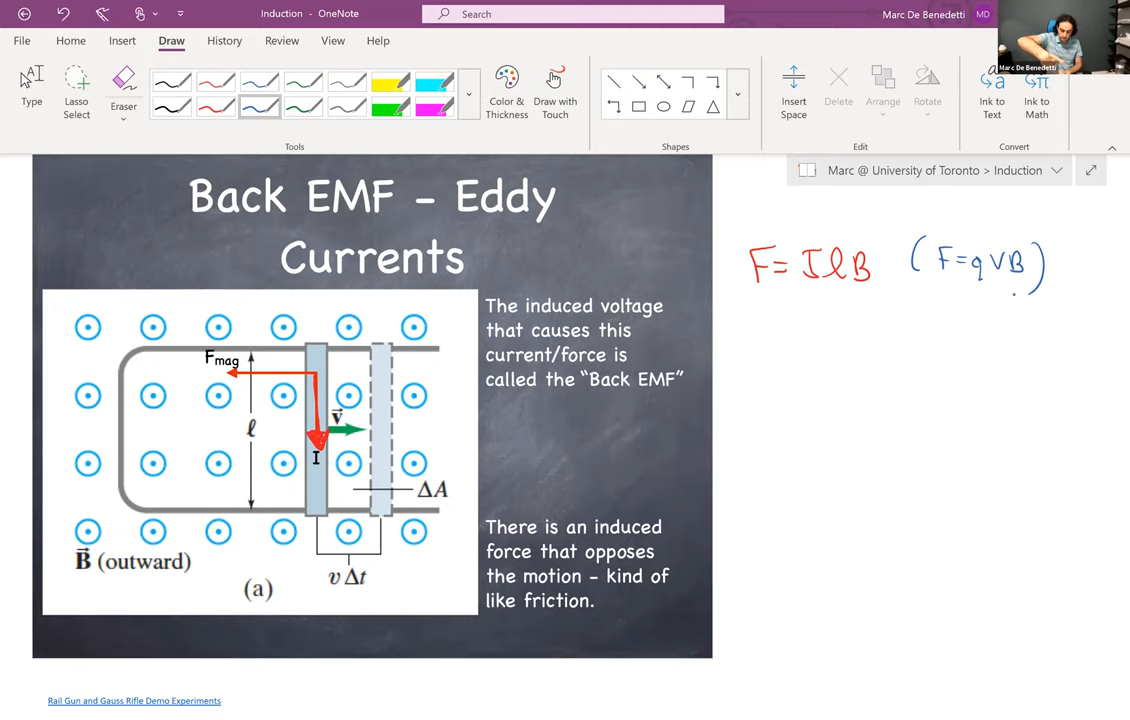 Induction - OneNote
Search
Marc De Benedetti MD
File Home Insert Draw History Review View Help
Type
Lasso Select
Eraser
Color & Thickness
Draw with Touch
Insert Space
Delete
Arrange
Rotate
Ink to Text
Ink to Math
Tools
Shapes
Edit
Convert
Marc De Benedetti
Marc @ University of Toronto > Induction
Back EMF - Eddy
Currents
F = IlB (F = qVB)
The induced voltage
that causes this
current/force is
called the "Back EMF"
Fmag
ℓ
v⃗
I
ΔA
There is an induced
force that opposes
the motion - kind of
like friction.
B⃗ (outward)
v Δt
(a)
Rail Gun and Gauss Rifle Demo Experiments